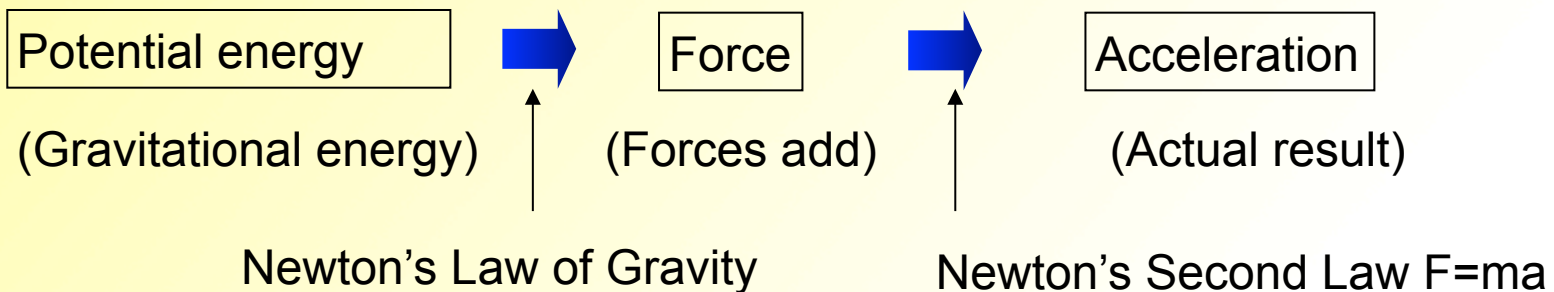 Potential energy Force Acceleration
(Gravitational energy) (Forces add) (Actual result)
Newton’s Law of Gravity Newton’s Second Law F=ma